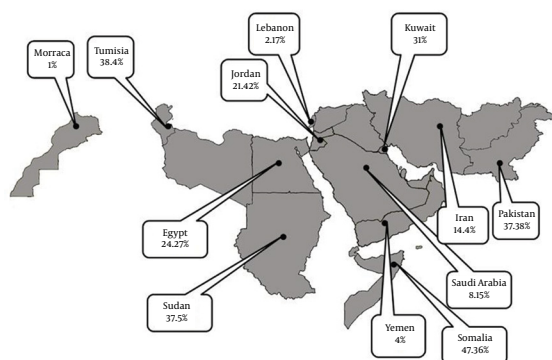 Morraca
1%
Tumisia
38.4%
Lebanon
2.17%
Jordan
21.42%
Kuwait
31%
Egypt
24.27%
Sudan
37.5%
Iran
14.4%
Pakistan
37.38%
Saudi Arabia
8.15%
Yemen
4%
Somalia
47.36%